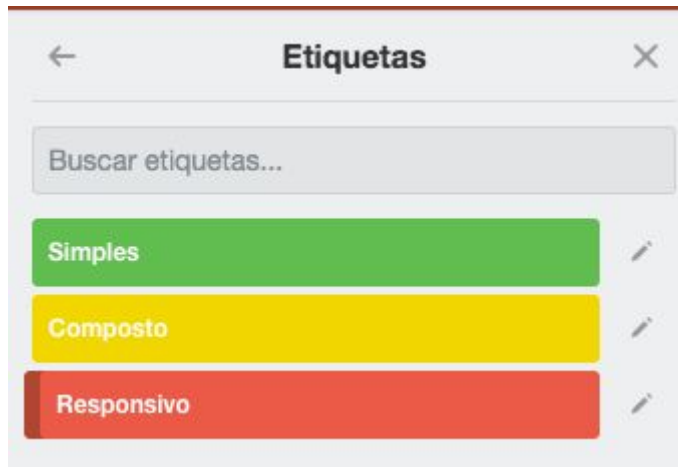 Etiquetas
Buscar etiquetas...
Simples
Composto
Responsivo